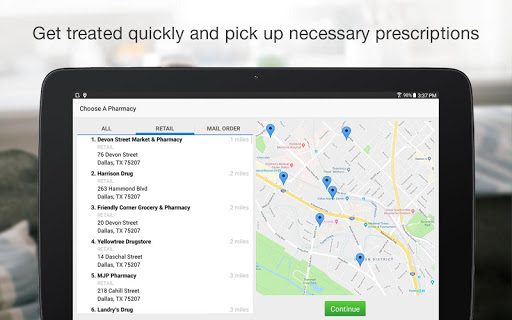 Get treated quickly and pick up necessary prescriptions
90% 3:37 PM
Choose A Pharmacy
ALL RETAIL MAIL ORDER
1. Devon Street Market & Pharmacy .1 miles
RETAIL
76 Devon Street
Dallas, TX 75207
2. Harrison Drug .1 miles
RETAIL
263 Hammond Blvd
Dallas, TX 75207
3. Friendly Corner Grocery & Pharmacy .2 miles
RETAIL
20 Devon Street
Dallas, TX 75207
4. Yellowtree Drugstore .2 miles
RETAIL
14 Daschal Street
Dallas, TX 75207
5. MJP Pharmacy .2 miles
RETAIL
218 Cahill Street
Dallas, TX 75207
6. Landry's Drug .3 miles
Continue